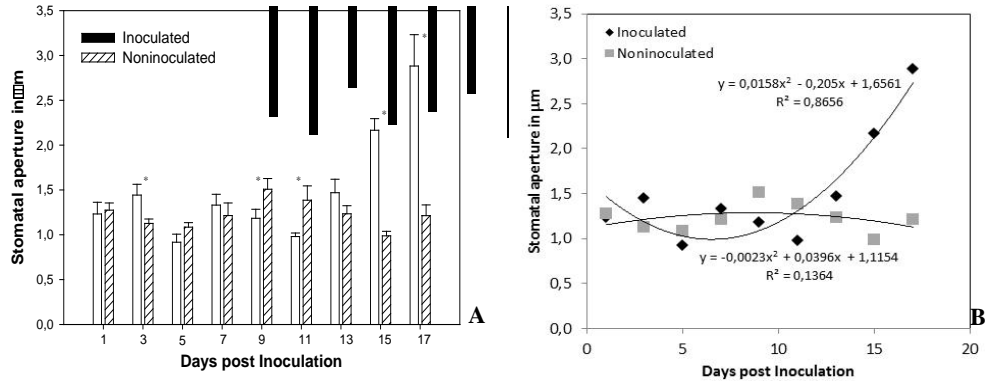 3,5
3,0
2,5
2,0
1,5
1,0
0,5
0,0
Stomatal aperture in m
Inoculated
Noninoculated
*
*
*
*
*
1 3 5 7 9 11 13 15 17
Days post Inoculation
A
3,5
3,0
2,5
2,0
1,5
1,0
0,5
0,0
Stomatal aperture in µm
Inoculated
Noninoculated
y = 0,0158x² - 0,205x + 1,6561
R² = 0,8656
y = -0,0023x² + 0,0396x + 1,1154
R² = 0,1364
0 5 10 15 20
Days post Inoculation
B